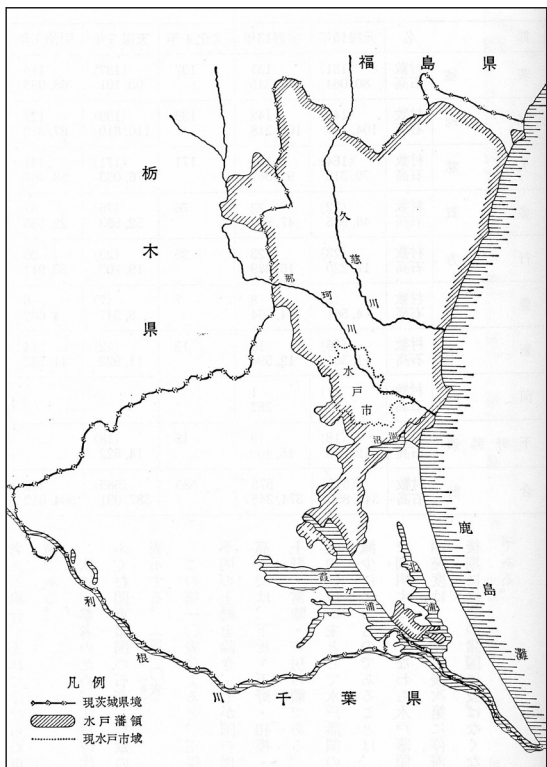 福島県
栃木県
久慈川
那珂川
水戸市
涸沼
鹿島灘
霞ガ浦
北浦
利根川
千葉県
凡例
現茨城県境
水戸藩領
現水戸市域